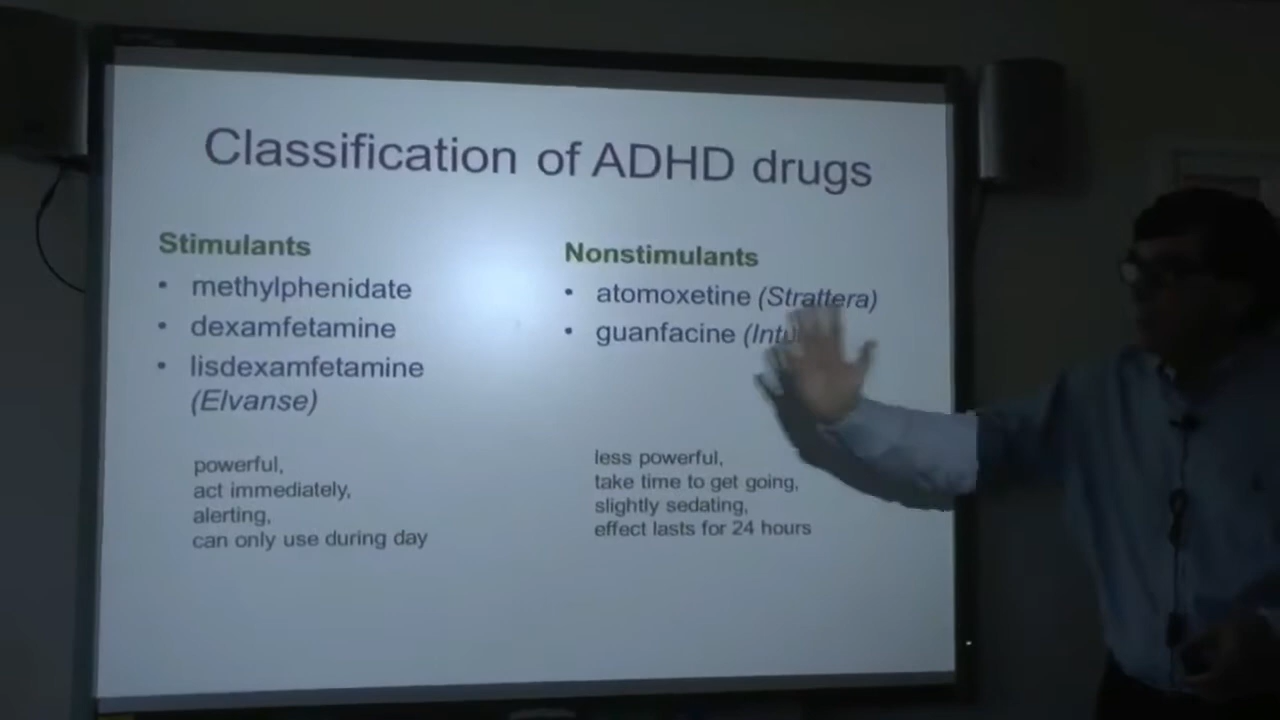 Classification of ADHD drugs
Stimulants
• methylphenidate
• dexamfetamine
• lisdexamfetamine
(Elvanse)
powerful,
act immediately,
alerting,
can only use during day
Nonstimulants
• atomoxetine (Strattera)
• guanfacine
less powerful,
take time to get going,
slightly sedating,
effect lasts for 24 hours